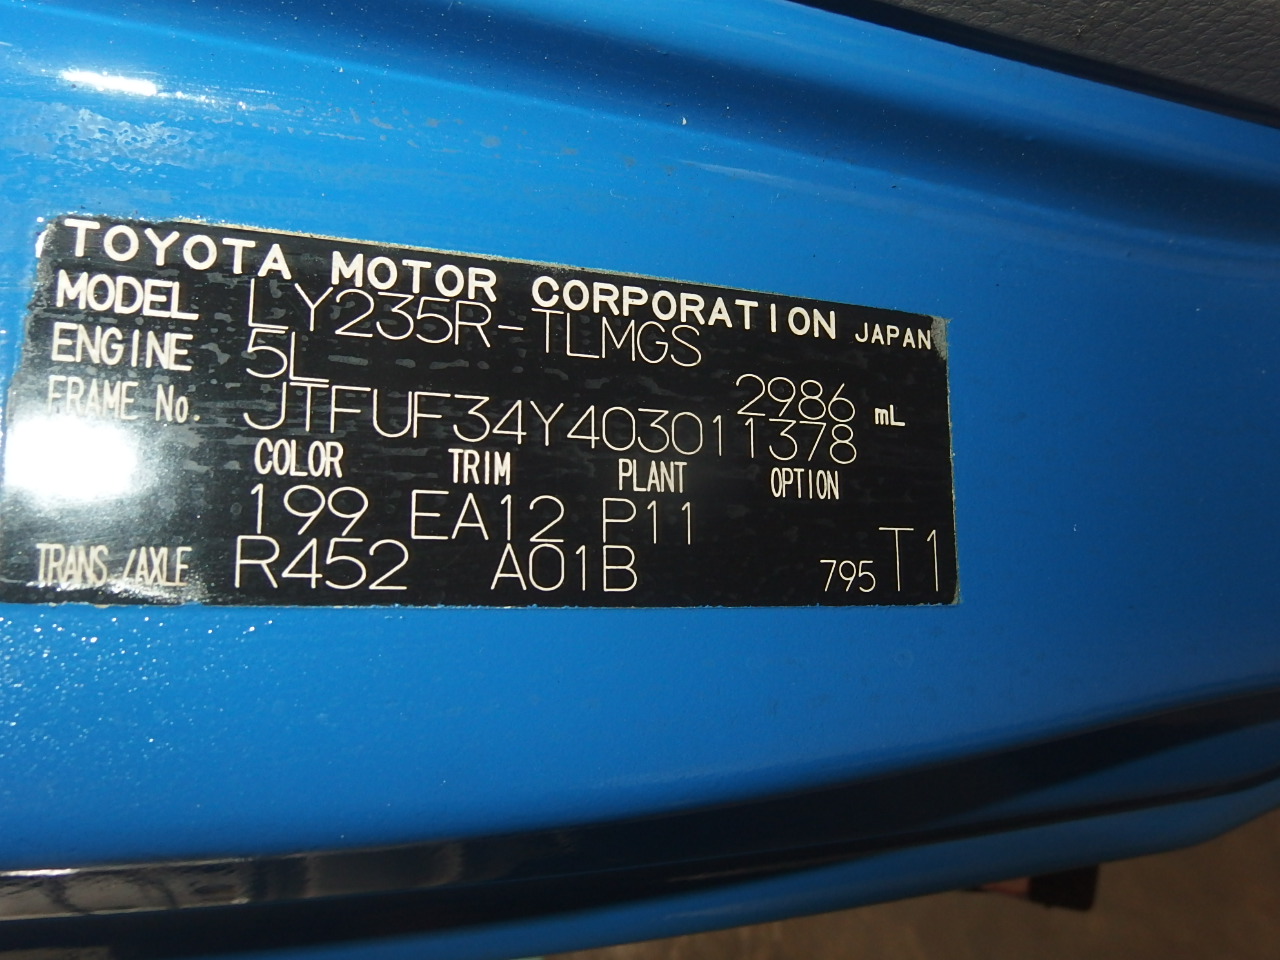 TOYOTA MOTOR CORPORATION JAPAN
MODEL LY235R-TLMGS
ENGINE 5L 2986 mL
FRAME No. JTFUF34Y403011378
COLOR TRIM PLANT OPTION
199 EA12 P11
TRANS./AXLE R452 A01B 795 T1